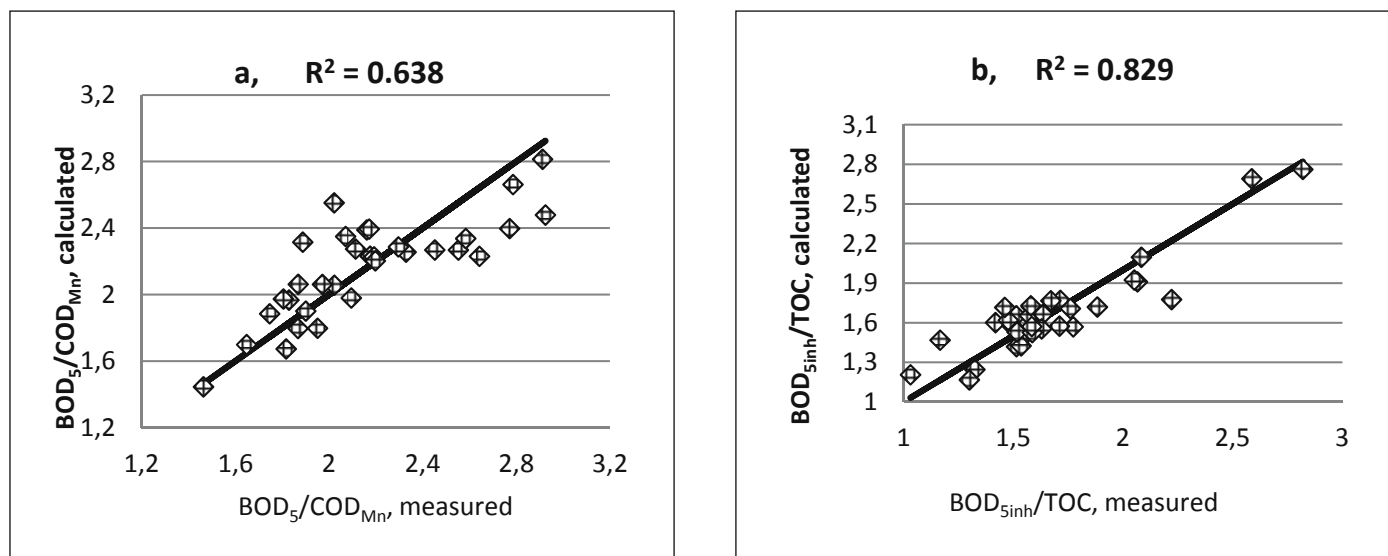 a, R² = 0.638
BOD₅/COD_Mn, calculated
3,2
2,8
2,4
2
1,6
1,2
1,2 1,6 2 2,4 2,8 3,2
BOD₅/COD_Mn, measured
b, R² = 0.829
BOD₅inh/TOC, calculated
3,1
2,8
2,5
2,2
1,9
1,6
1,3
1
1 1,5 2 2,5 3
BOD₅inh/TOC, measured